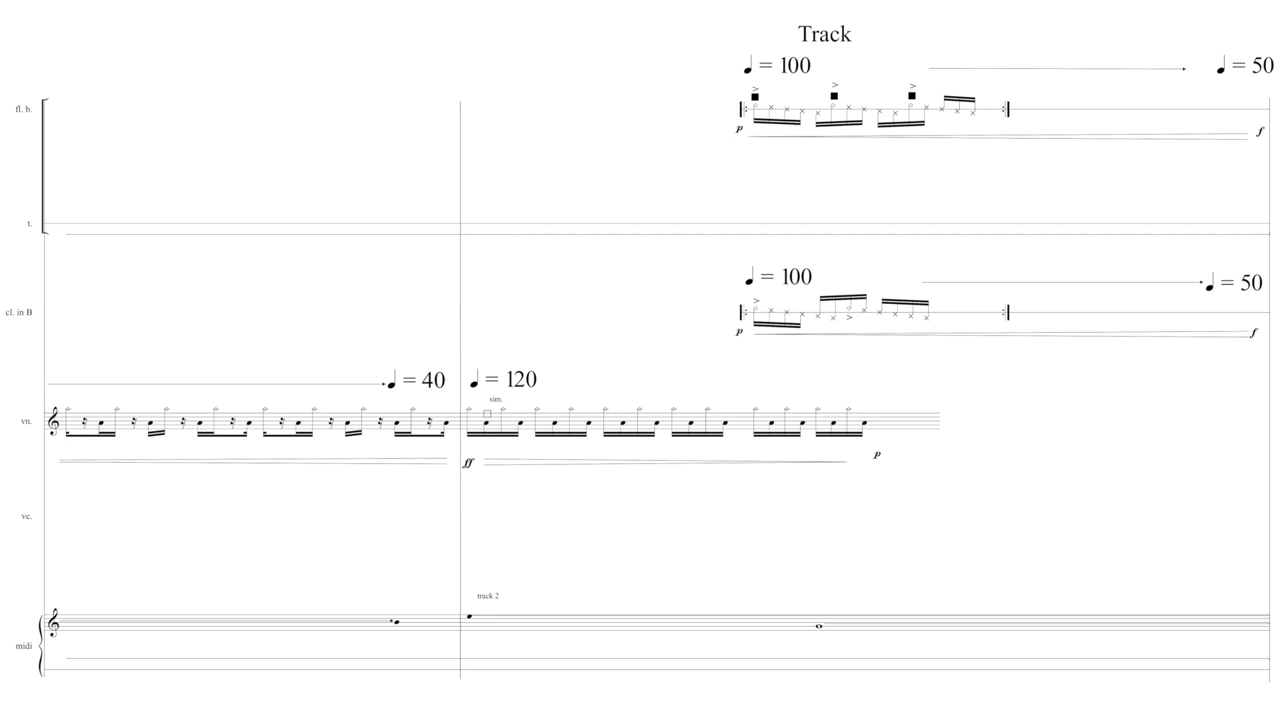 Track
= 100
= 50
fl. b.
p
f
t.
= 100
= 50
cl. in B
p
f
= 40
= 120
sim.
vn.
ff
p
vc.
track 2
midi